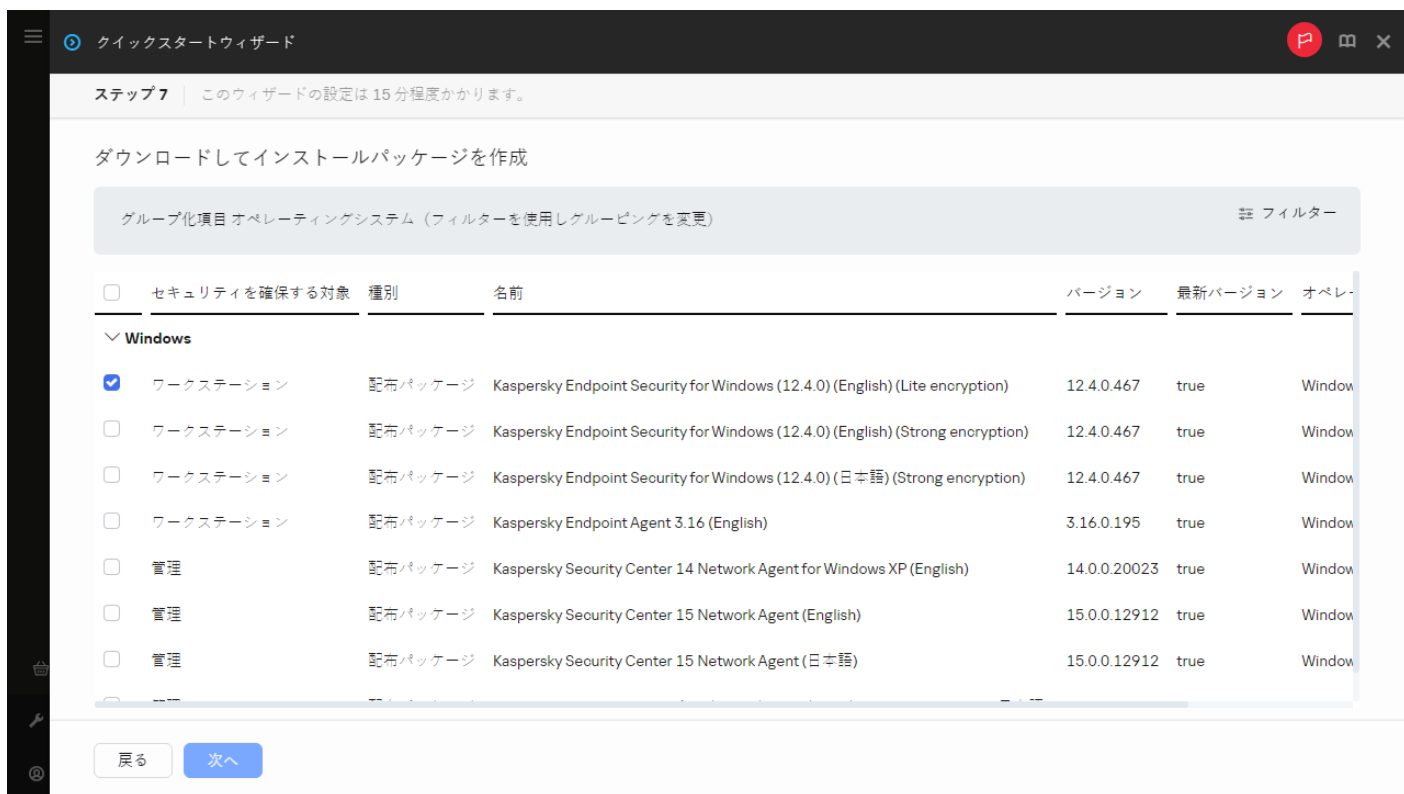 クイックスタートウィザード
ステップ 7 このウィザードの設定は 15 分程度かかります。
ダウンロードしてインストールパッケージを作成
グループ化項目 オペレーティングシステム（フィルターを使用しグルーピングを変更） フィルター
セキュリティを確保する対象 種別 名前 バージョン 最新バージョン オペレー
Windows
ワークステーション 配布パッケージ Kaspersky Endpoint Security for Windows (12.4.0) (English) (Lite encryption) 12.4.0.467 true Window
ワークステーション 配布パッケージ Kaspersky Endpoint Security for Windows (12.4.0) (English) (Strong encryption) 12.4.0.467 true Window
ワークステーション 配布パッケージ Kaspersky Endpoint Security for Windows (12.4.0) (日本語) (Strong encryption) 12.4.0.467 true Window
ワークステーション 配布パッケージ Kaspersky Endpoint Agent 3.16 (English) 3.16.0.195 true Window
管理 配布パッケージ Kaspersky Security Center 14 Network Agent for Windows XP (English) 14.0.0.20023 true Window
管理 配布パッケージ Kaspersky Security Center 15 Network Agent (English) 15.0.0.12912 true Window
管理 配布パッケージ Kaspersky Security Center 15 Network Agent (日本語) 15.0.0.12912 true Window
戻る 次へ